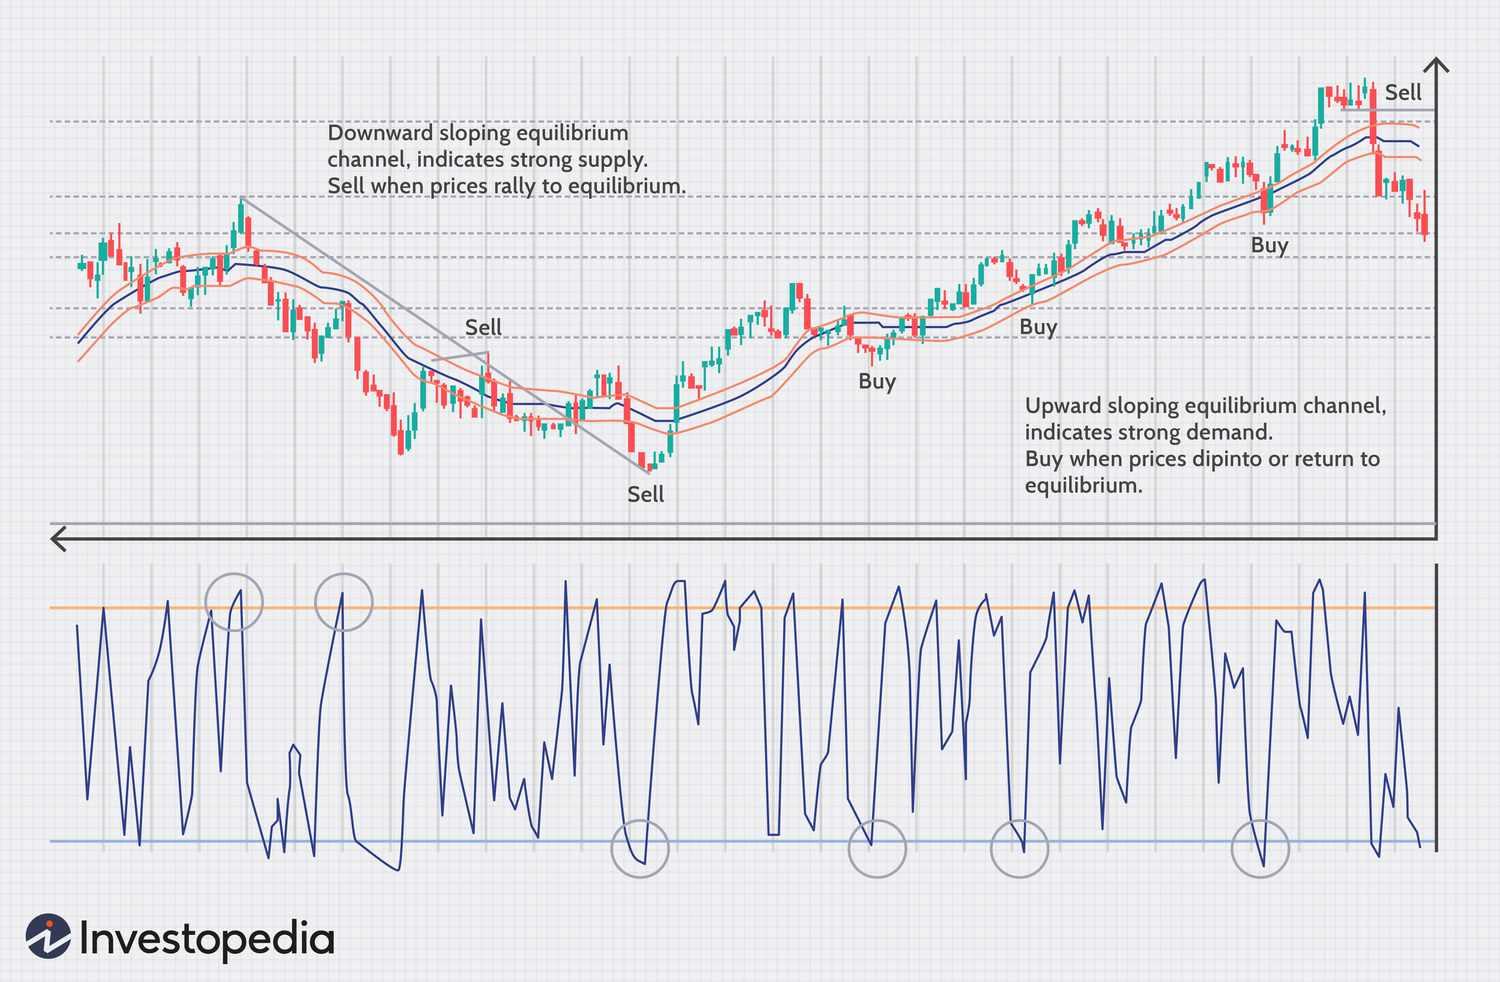 Downward sloping equilibrium
channel, indicates strong supply.
Sell when prices rally to equilibrium.
Sell
Sell
Buy
Sell
Buy
Buy
Upward sloping equilibrium channel,
indicates strong demand.
Buy when prices dipinto or return to
equilibrium.
Sell
Investopedia